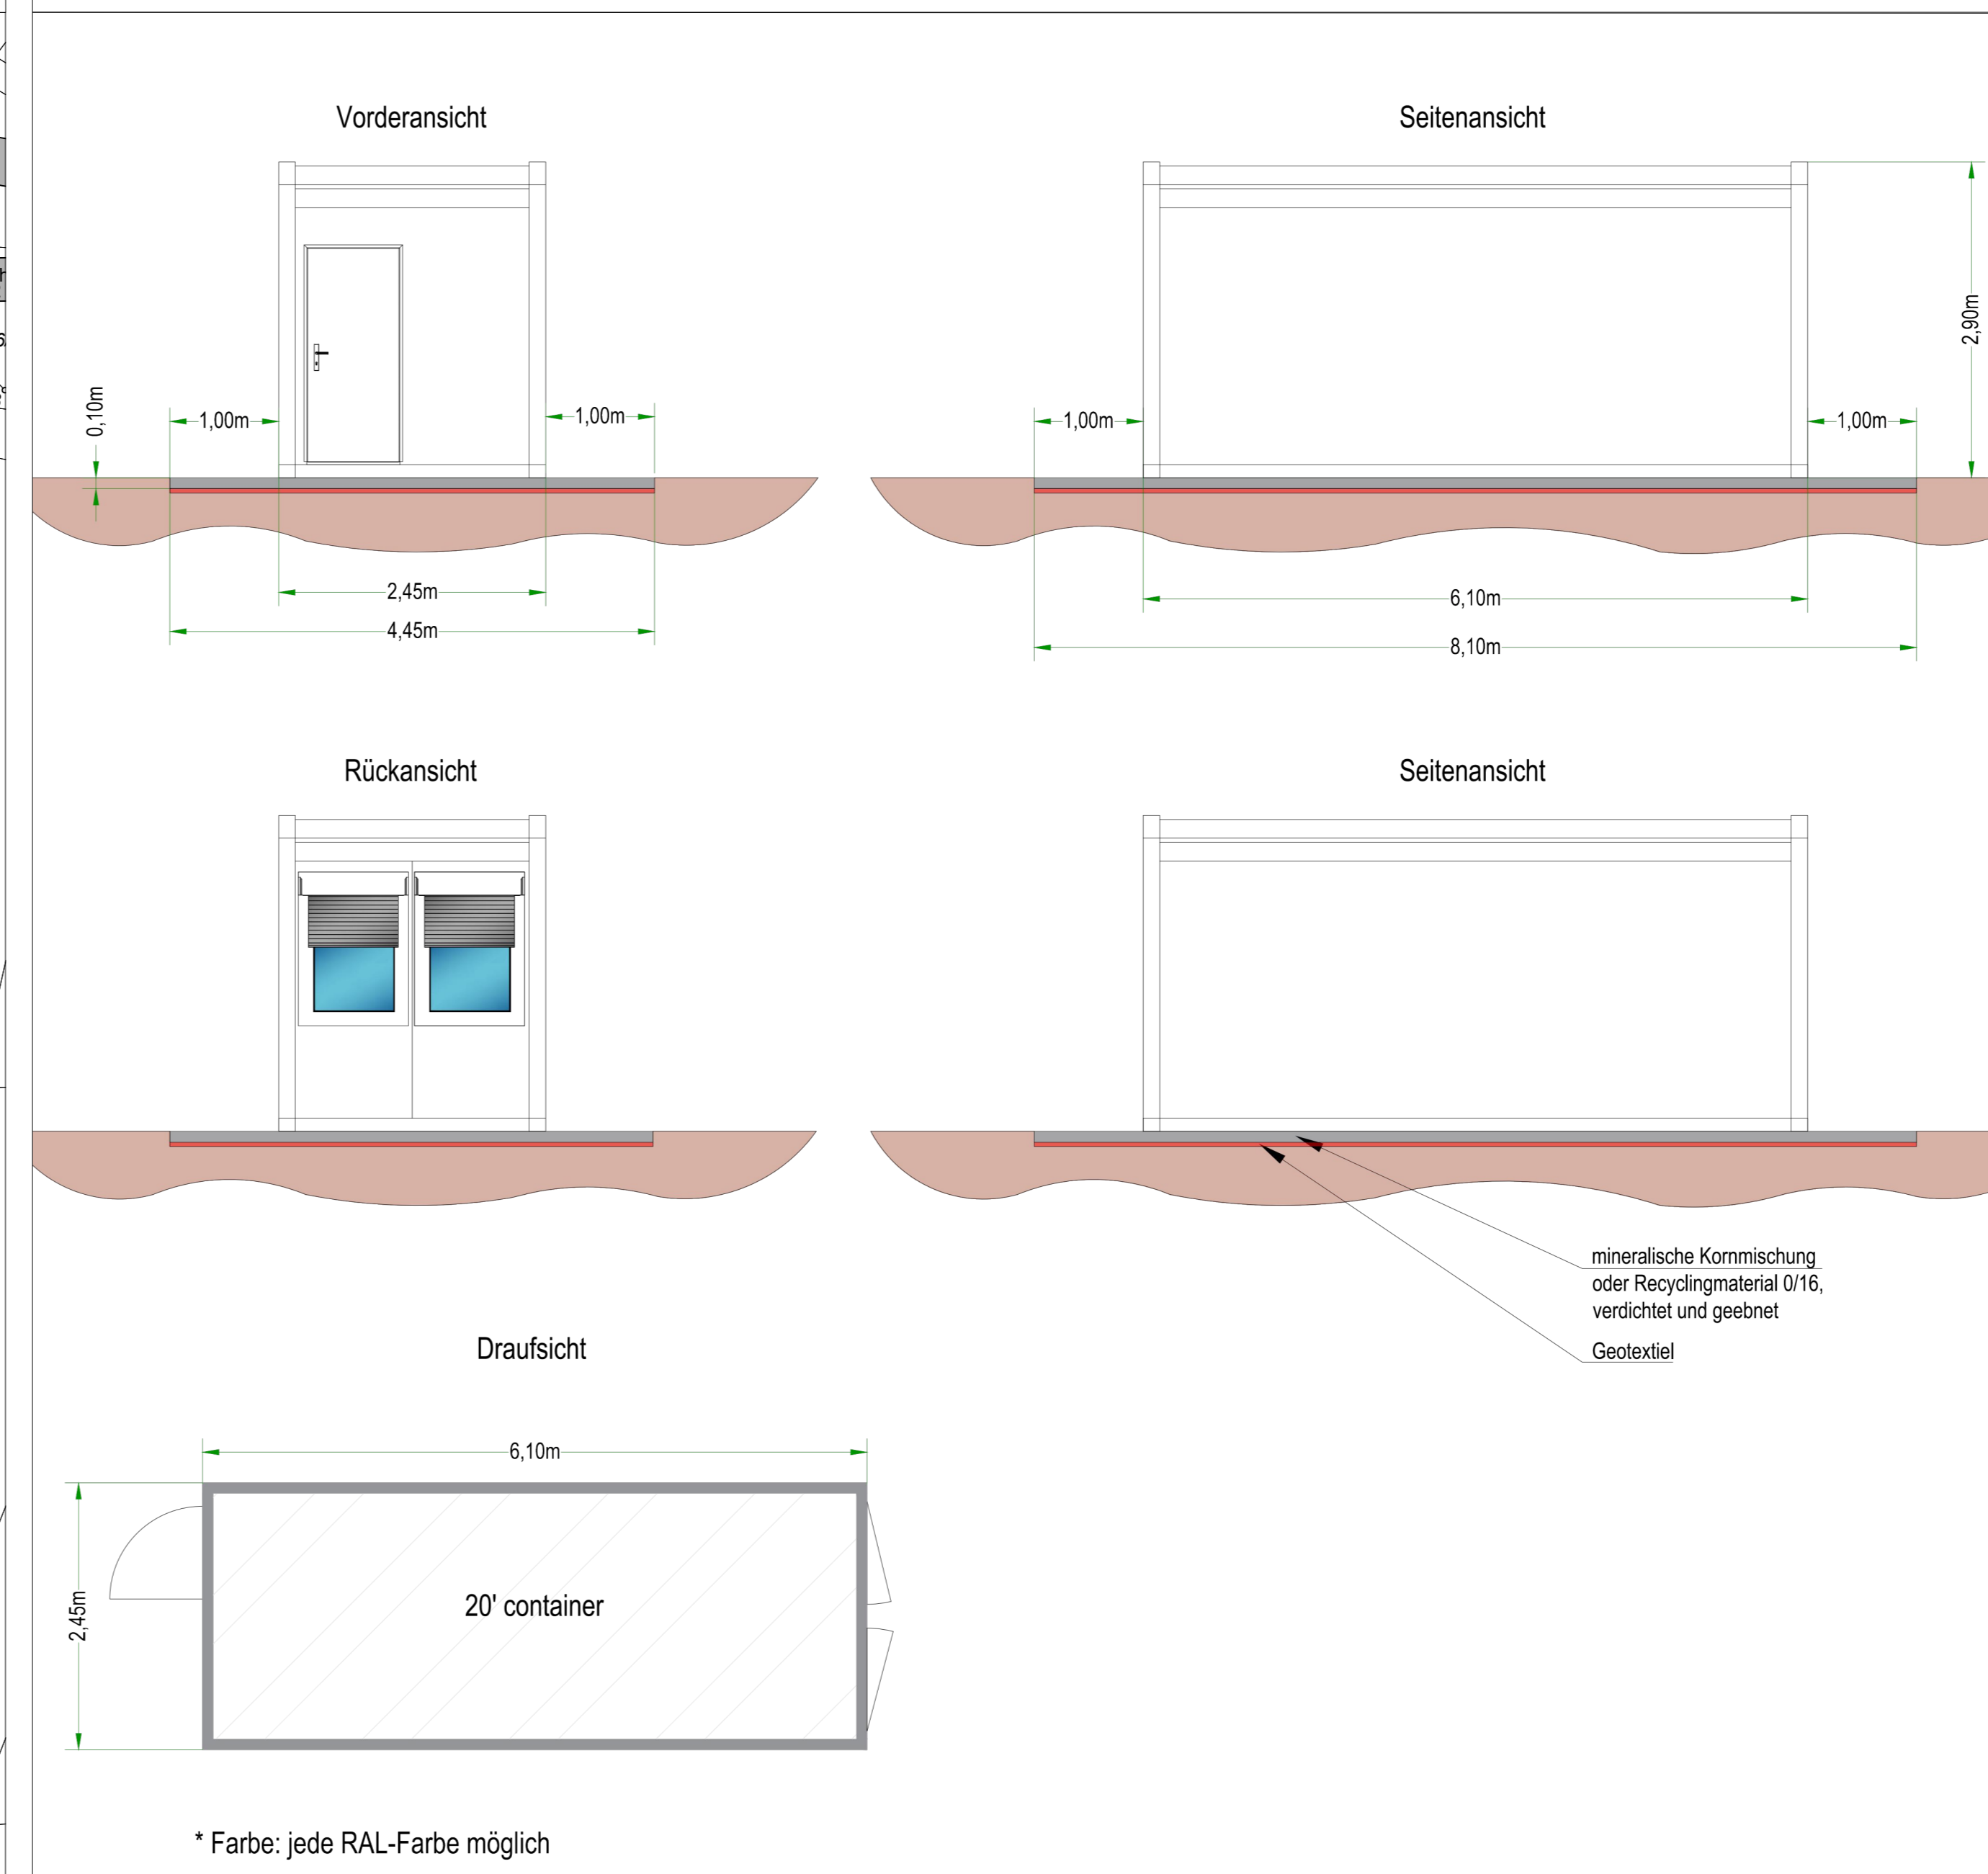 Vorderansicht
Seitenansicht
2,90m
0,10m
1,00m
1,00m
1,00m
1,00m
2,45m
4,45m
6,10m
8,10m
Rückansicht
Seitenansicht
mineralische Kornmischung
oder Recyclingmaterial 0/16,
verdichtet und geebnet
Geotextiel
Draufsicht
6,10m
2,45m
20' container
* Farbe: jede RAL-Farbe möglich